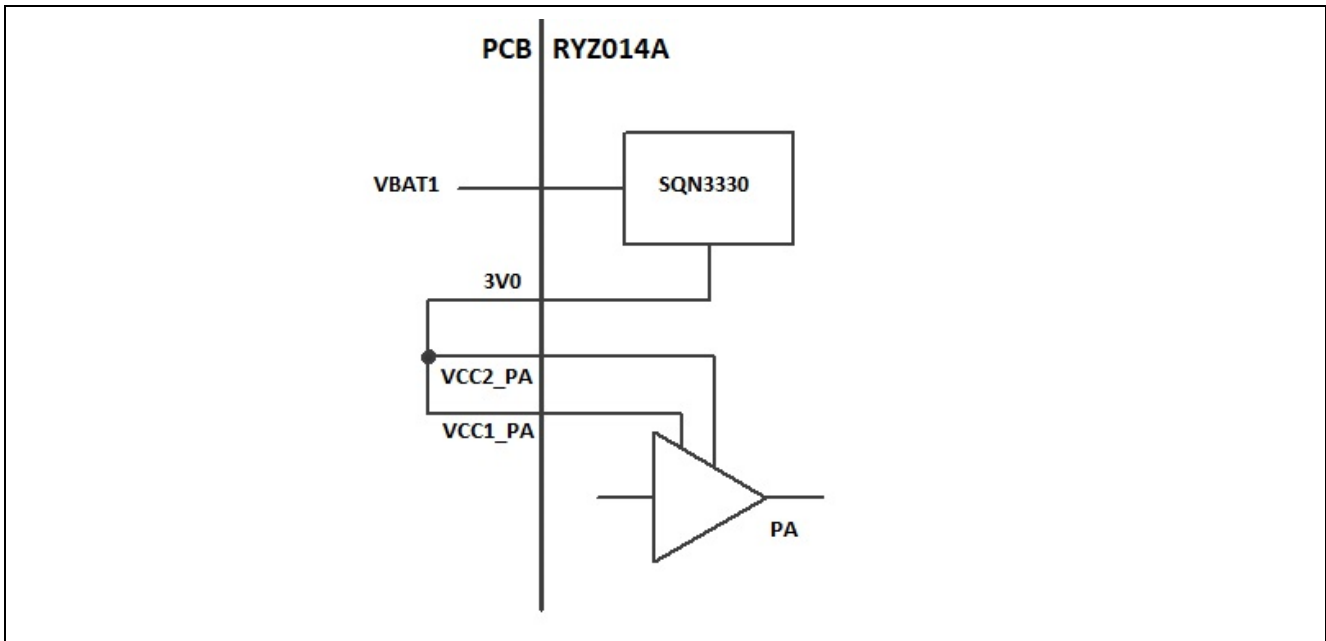 PCB RYZ014A
VBAT1
SQN3330
3V0
VCC2_PA
VCC1_PA
PA